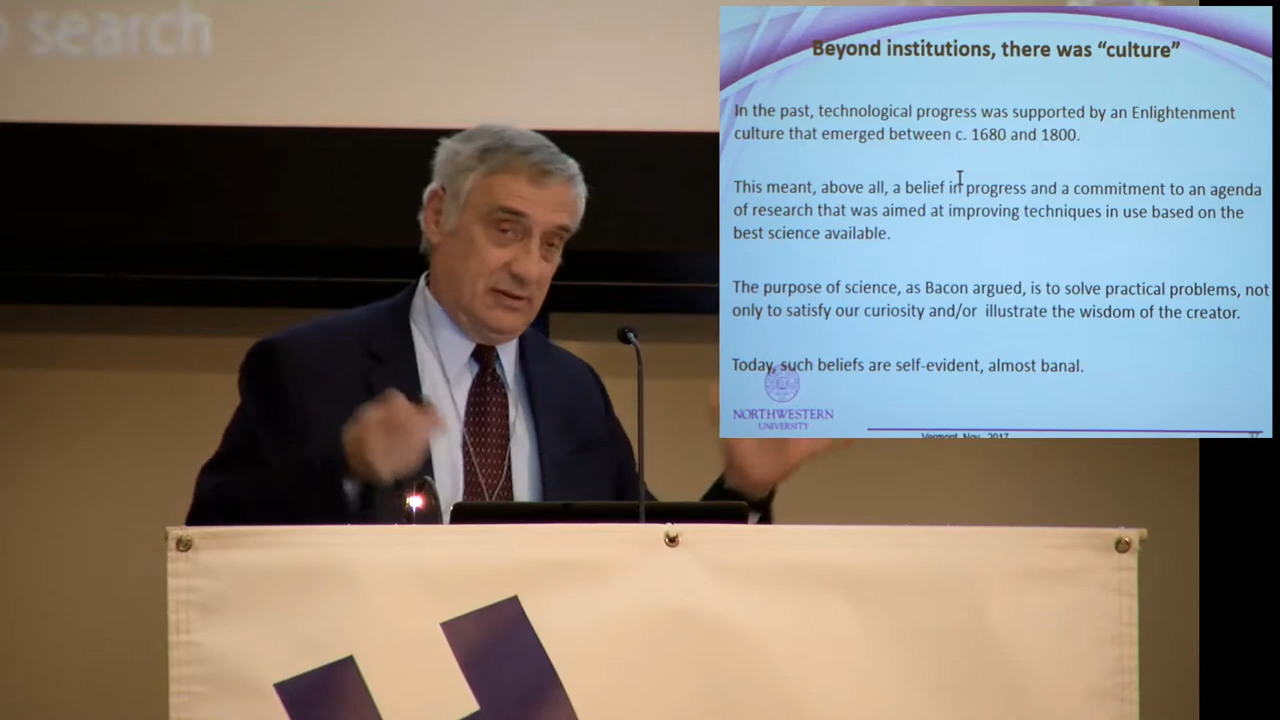 search
Beyond institutions, there was “culture”
In the past, technological progress was supported by an Enlightenment
culture that emerged between c. 1680 and 1800.
This meant, above all, a belief in progress and a commitment to an agenda
of research that was aimed at improving techniques in use based on the
best science available.
The purpose of science, as Bacon argued, is to solve practical problems, not
only to satisfy our curiosity and/or illustrate the wisdom of the creator.
Today, such beliefs are self-evident, almost banal.
NORTHWESTERN
UNIVERSITY
Vermont, Nov. 2017